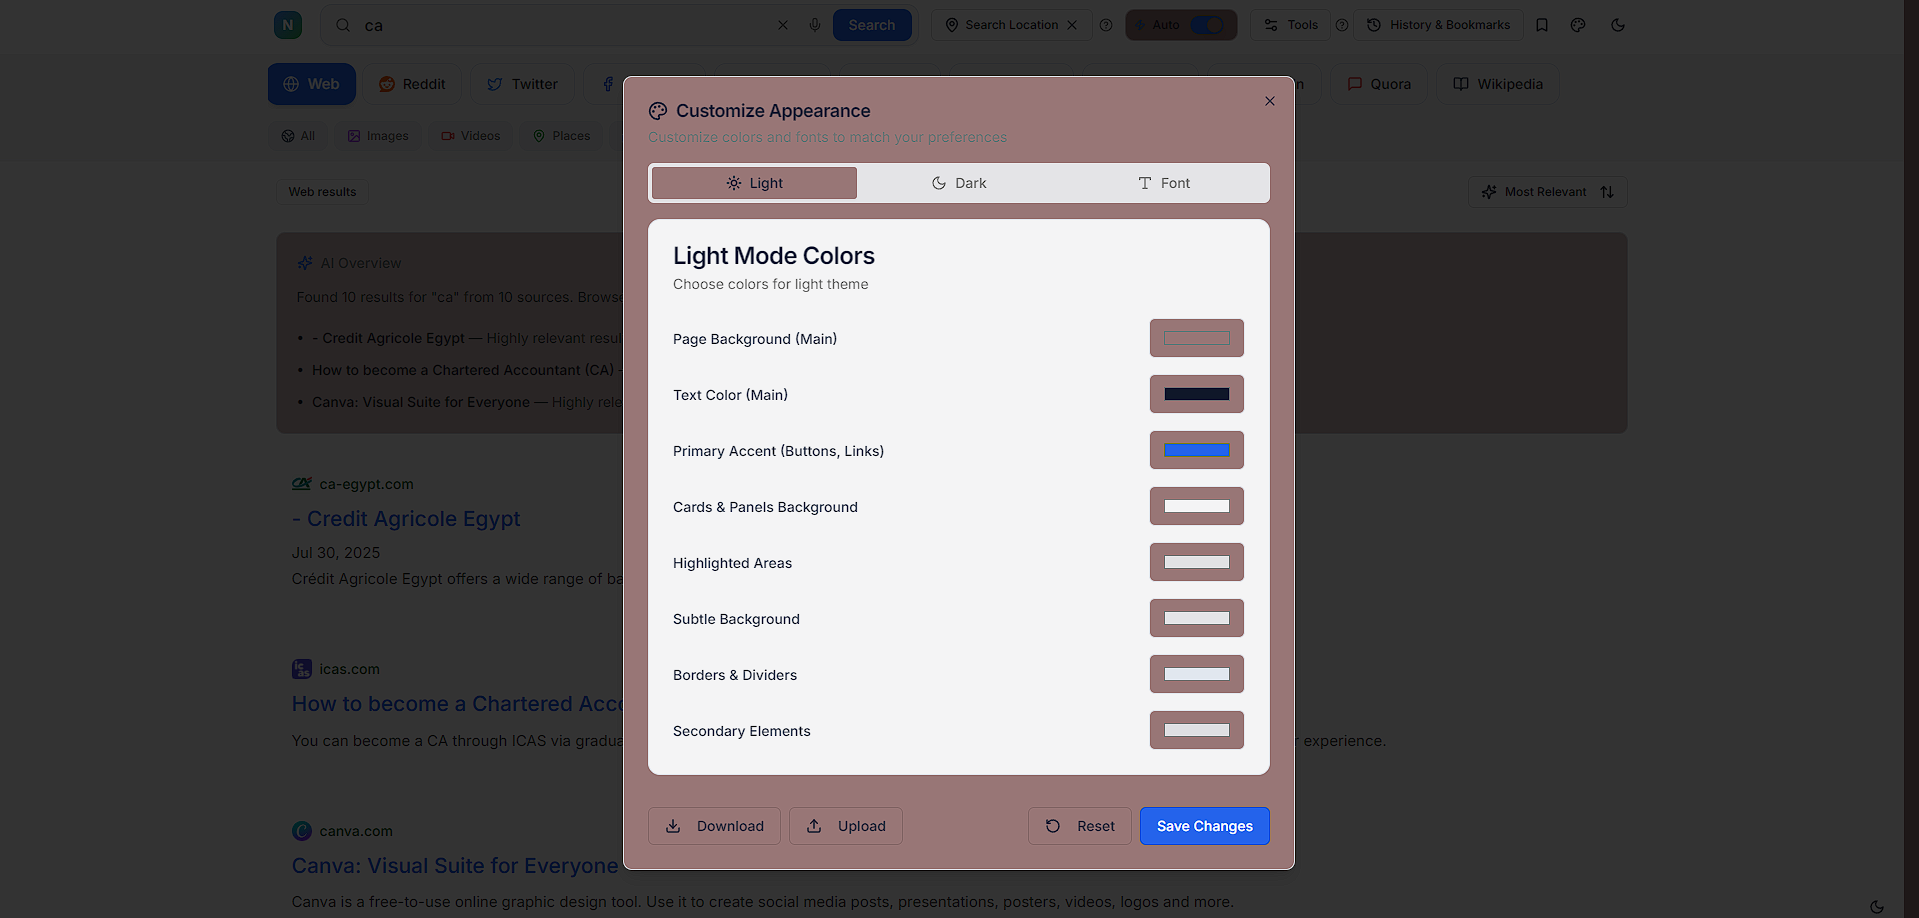 N
ca
Search
Search Location
Auto
Tools
History & Bookmarks
Web
Reddit
Twitter
n
Quora
Wikipedia
All
Images
Videos
Places
Web results
Most Relevant
AI Overview
Found 10 results for "ca" from 10 sources. Browse
• - Credit Agricole Egypt — Highly relevant resul
• How to become a Chartered Accountant (CA) -
• Canva: Visual Suite for Everyone — Highly rele
ca-egypt.com
- Credit Agricole Egypt
Jul 30, 2025
Crédit Agricole Egypt offers a wide range of ba
ic
as
icas.com
How to become a Chartered Acco
You can become a CA through ICAS via gradua
r experience.
canva.com
Canva: Visual Suite for Everyone
Canva is a free-to-use online graphic design tool. Use it to create social media posts, presentations, posters, videos, logos and more.
Customize Appearance
Customize colors and fonts to match your preferences
Light
Dark
Font
Light Mode Colors
Choose colors for light theme
Page Background (Main)
Text Color (Main)
Primary Accent (Buttons, Links)
Cards & Panels Background
Highlighted Areas
Subtle Background
Borders & Dividers
Secondary Elements
Download
Upload
Reset
Save Changes